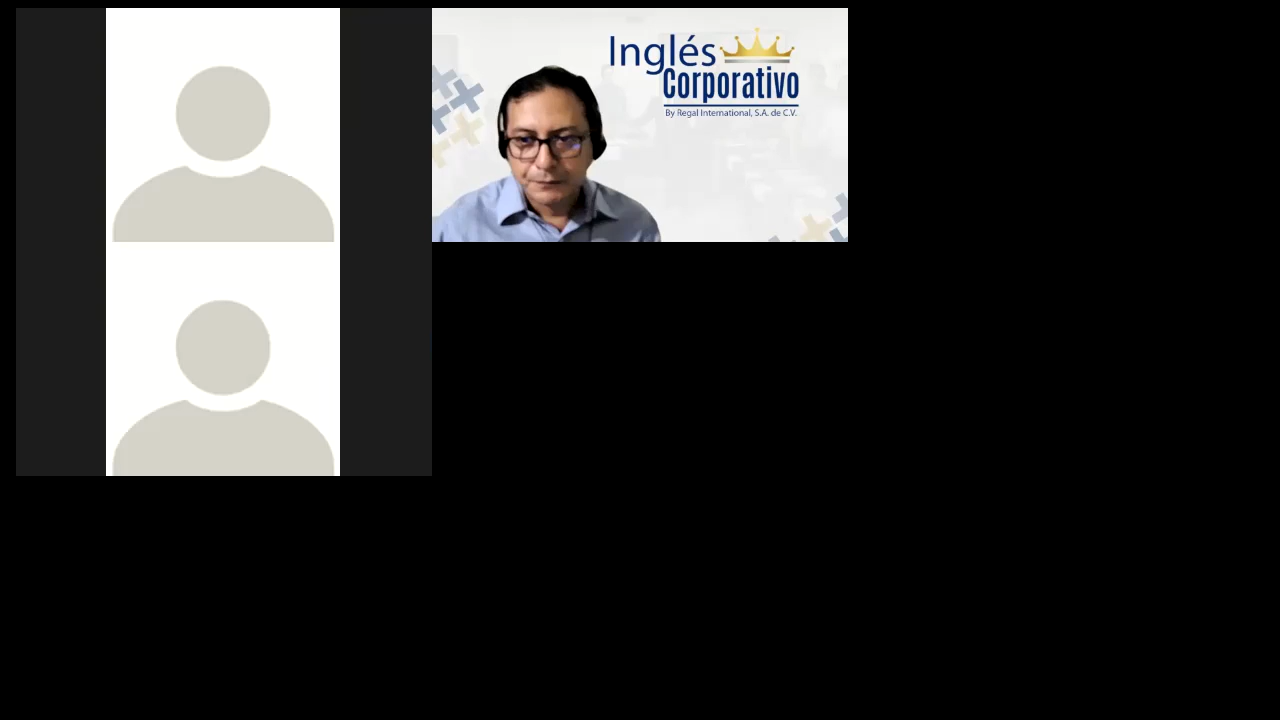 Inglés
Corporativo
By Regal International, S.A. de C.V.